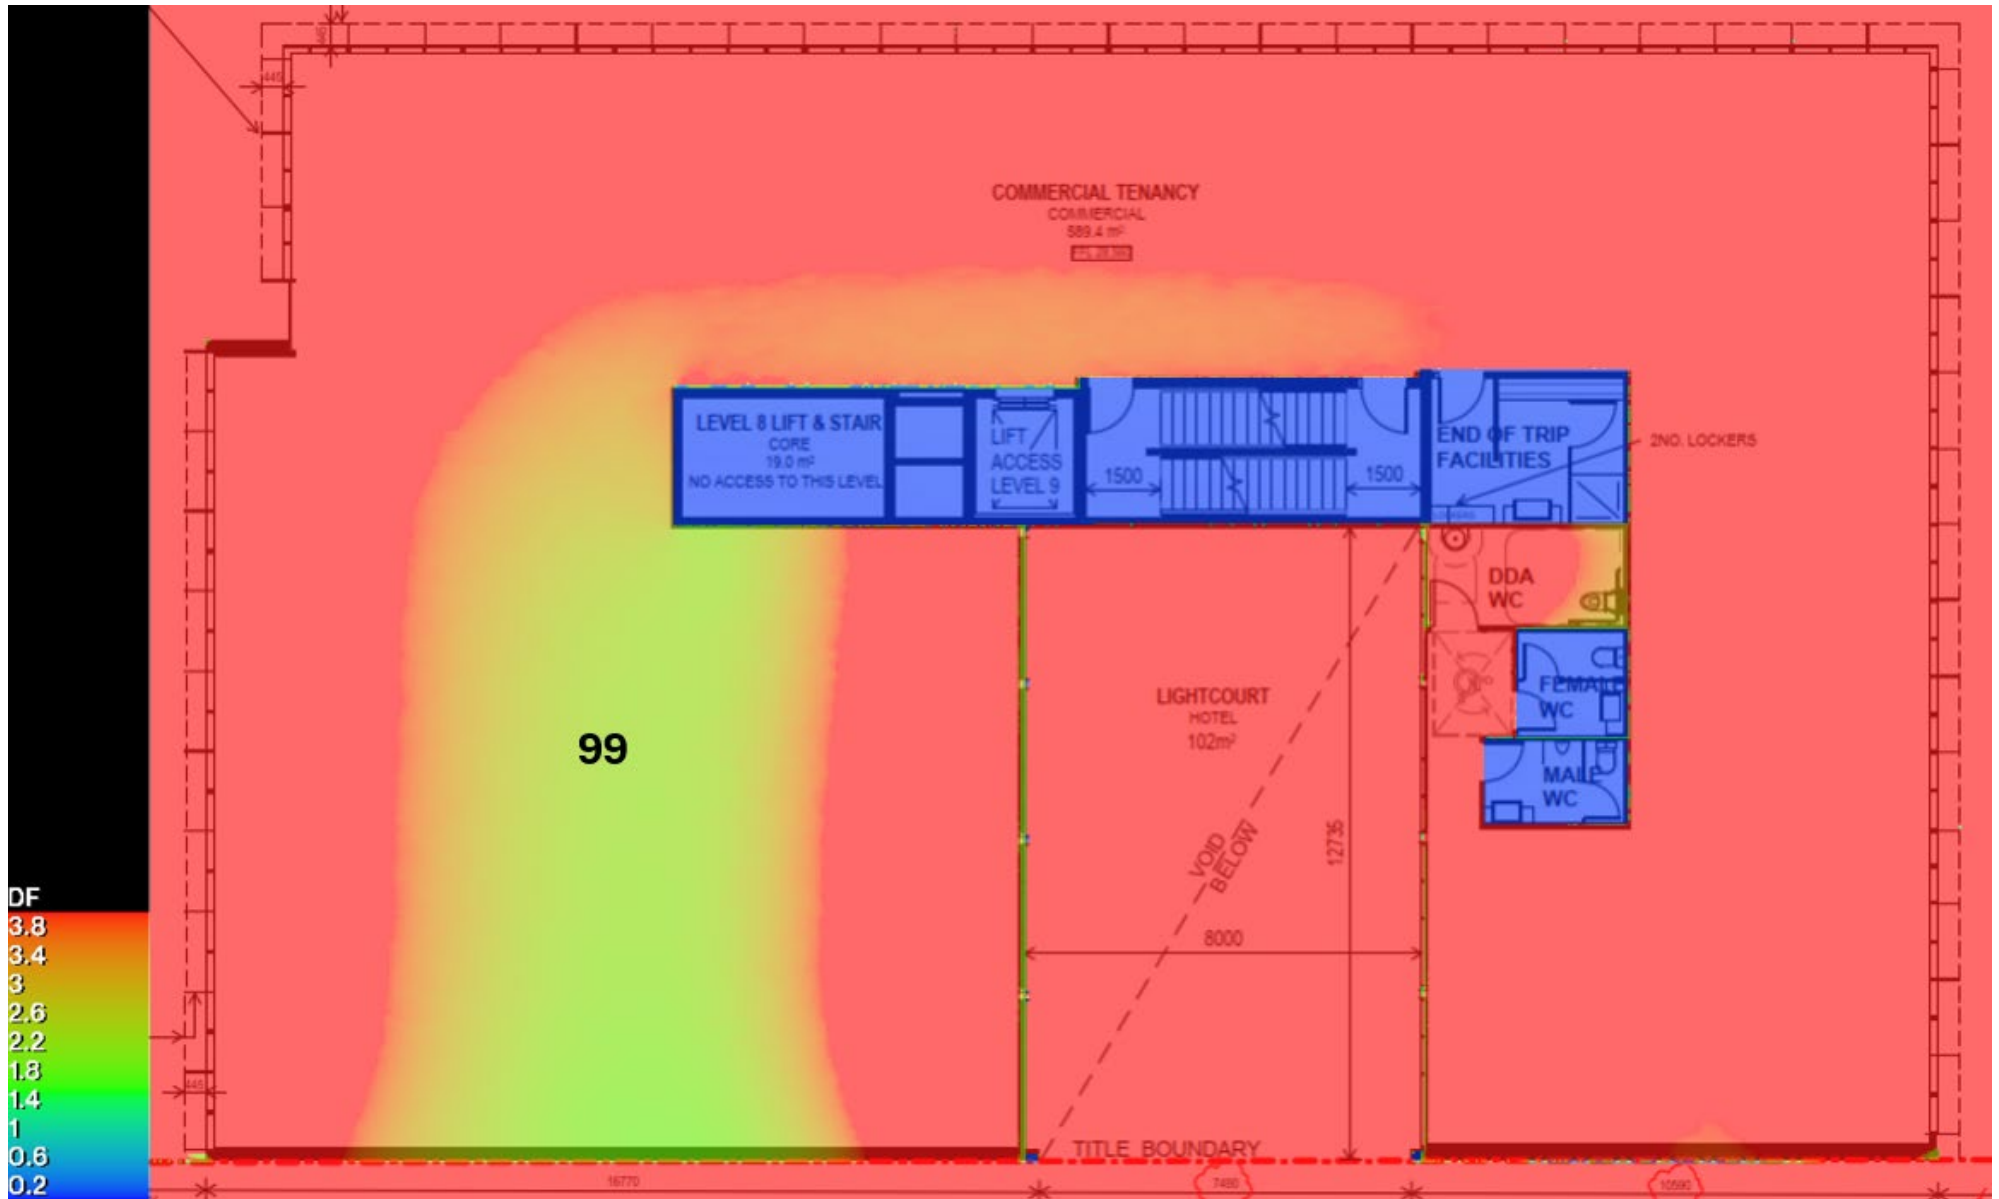 445
445
COMMERCIAL TENANCY
COMMERCIAL
589.4 m²
LEVEL 8 LIFT & STAIR
CORE
19.0 m²
NO ACCESS TO THIS LEVEL
LIFT
ACCESS
LEVEL 9
1500
1500
END OF TRIP
FACILITIES
2NO. LOCKERS
DDA
WC
FEMALE
WC
MALE
WC
LIGHTCOURT
HOTEL
102m²
99
VOID
BELOW
12735
8000
DF
3.8
3.4
3
2.6
2.2
1.8
1.4
1
0.6
0.2
445
TITLE BOUNDARY
16770
7490
10590